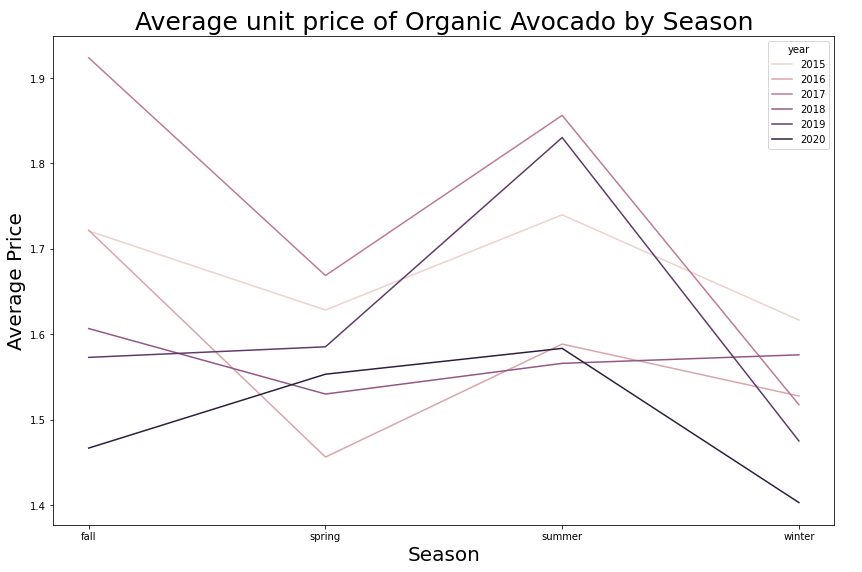 Average unit price of Organic Avocado by Season
year
2015
2016
2017
2018
2019
2020
Average Price
1.9
1.8
1.7
1.6
1.5
1.4
fall spring summer winter
Season